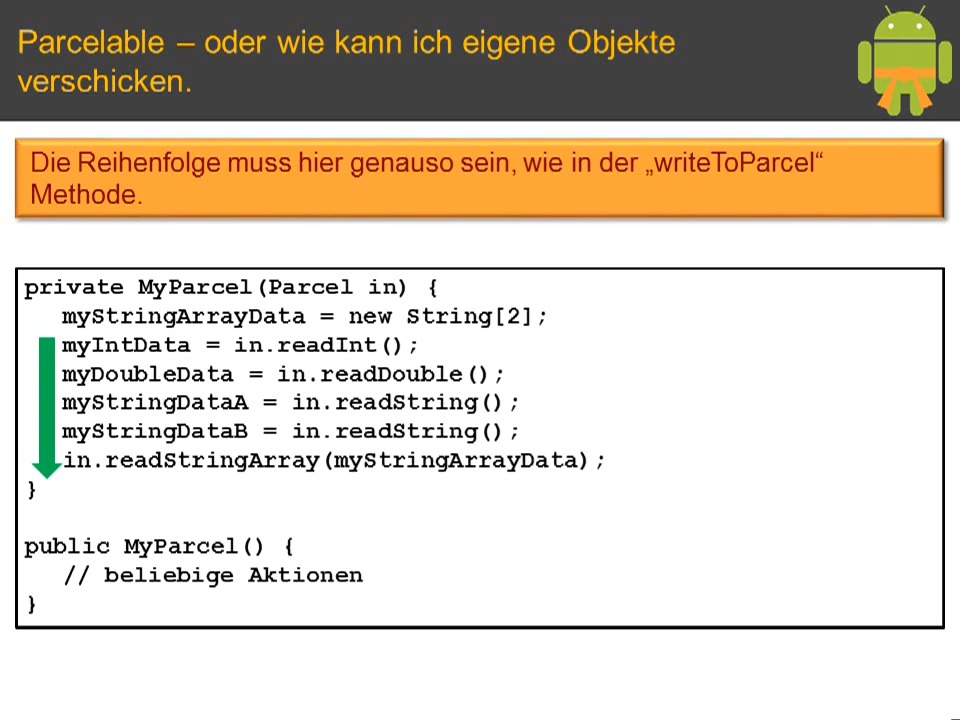 Parcelable – oder wie kann ich eigene Objekte
verschicken.
Die Reihenfolge muss hier genauso sein, wie in der „writeToParcel“
Methode.
private MyParcel(Parcel in) {
myStringArrayData = new String[2];
myIntData = in.readInt();
myDoubleData = in.readDouble();
myStringDataA = in.readString();
myStringDataB = in.readString();
in.readStringArray(myStringArrayData);
}
public MyParcel() {
// beliebige Aktionen
}